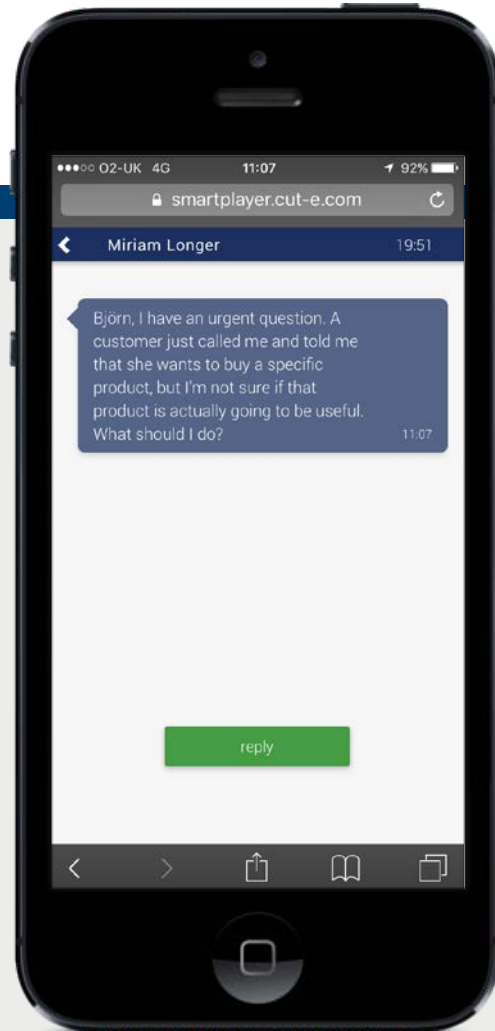 O2-UK 4G 11:07 92%
smartplayer.cut-e.com
Miriam Longer 19:51
Björn, I have an urgent question. A
customer just called me and told me
that she wants to buy a specific
product, but I'm not sure if that
product is actually going to be useful.
What should I do? 11:07
reply